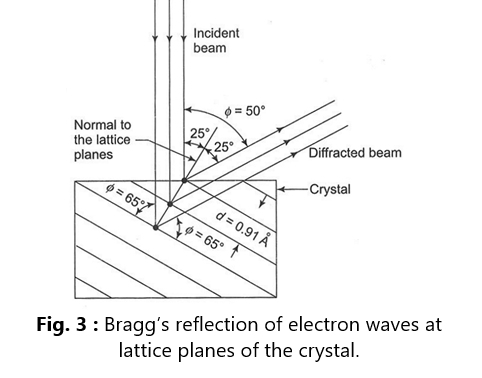 Incident
beam
ϕ = 50°
Normal to
the lattice
planes
25°
25°
Diffracted beam
Crystal
ϕ = 65°
d = 0.91 Å
ϕ = 65°
Fig. 3 : Bragg's reflection of electron waves at
lattice planes of the crystal.